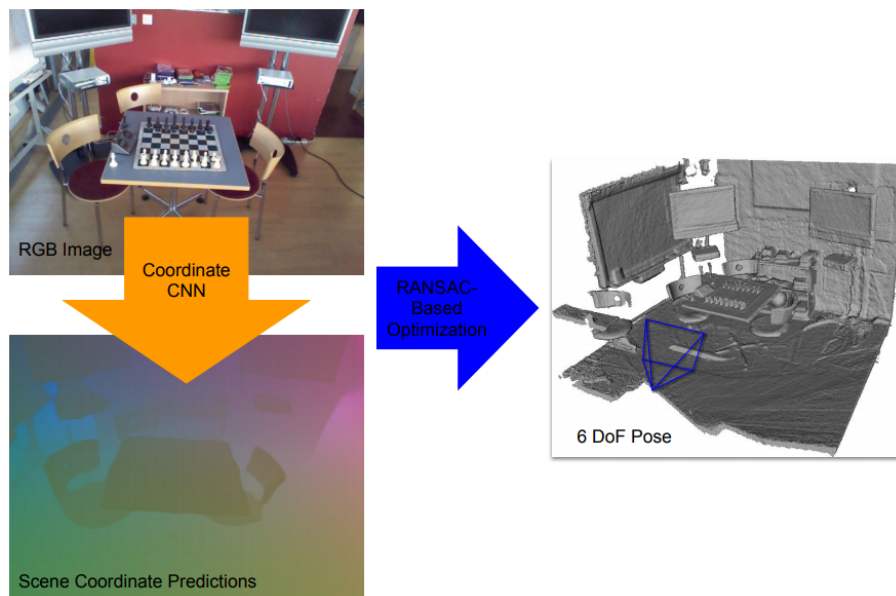 RGB Image
Coordinate
CNN
RANSAC-
Based
Optimization
6 DoF Pose
Scene Coordinate Predictions